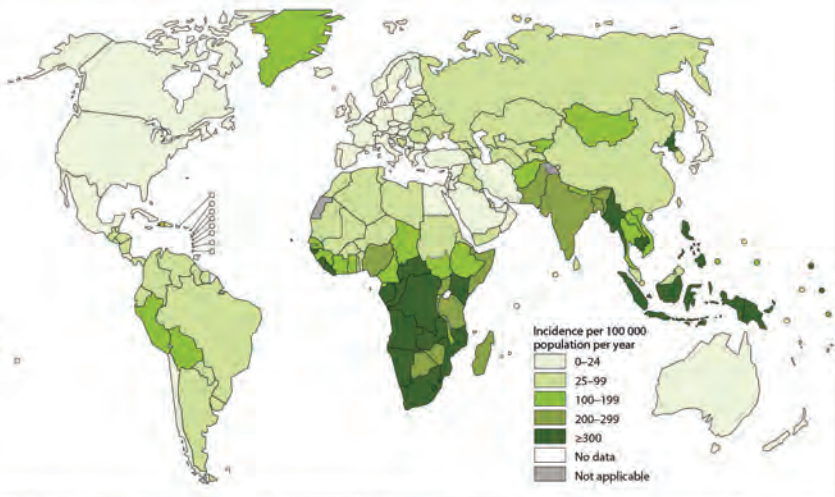 Incidence per 100 000
population per year
0–24
25–99
100–199
200–299
≥300
No data
Not applicable